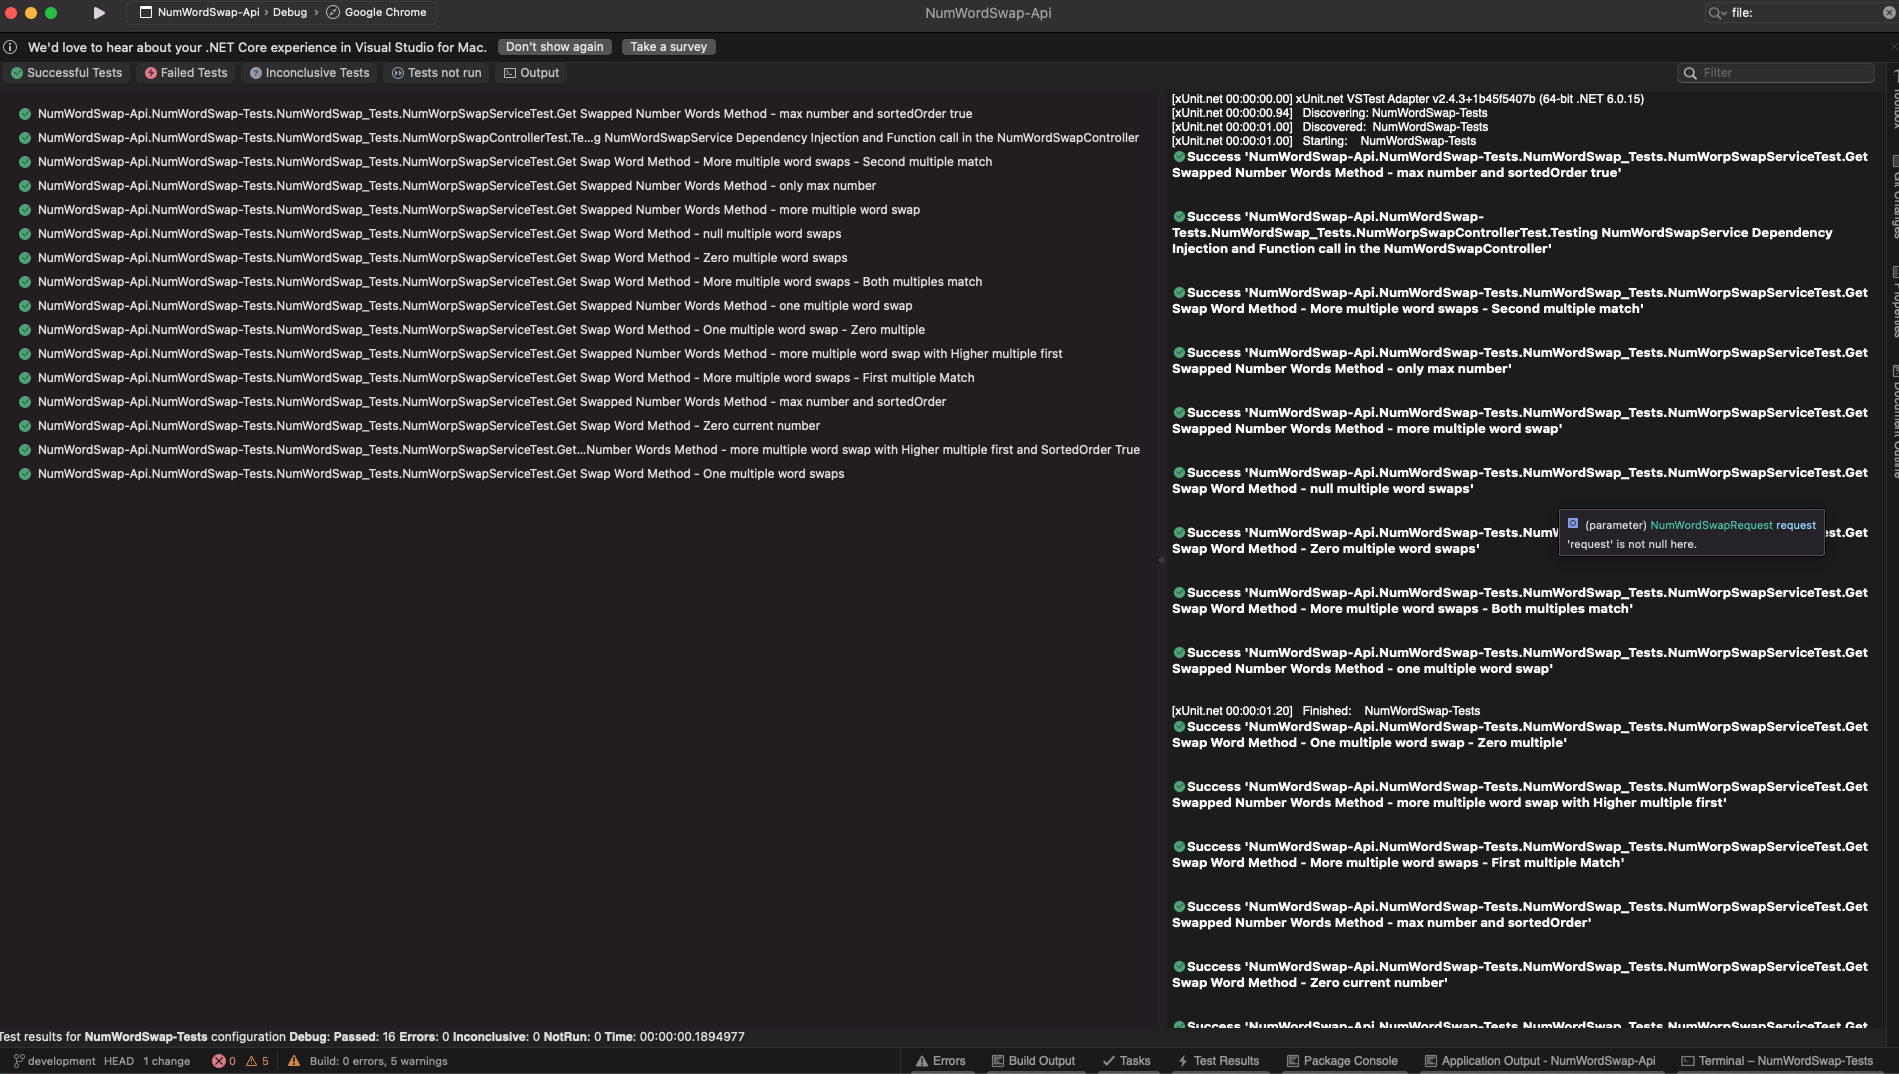 NumWordSwap-Api › Debug › Google Chrome
NumWordSwap-Api
file:
We'd love to hear about your .NET Core experience in Visual Studio for Mac.
Don't show again
Take a survey
Successful Tests
Failed Tests
Inconclusive Tests
Tests not run
Output
Filter
NumWordSwap-Api.NumWordSwap-Tests.NumWordSwap_Tests.NumWorpSwapServiceTest.Get Swapped Number Words Method - max number and sortedOrder true
NumWordSwap-Api.NumWordSwap-Tests.NumWordSwap_Tests.NumWorpSwapControllerTest.Te...g NumWordSwapService Dependency Injection and Function call in the NumWordSwapController
NumWordSwap-Api.NumWordSwap-Tests.NumWordSwap_Tests.NumWorpSwapServiceTest.Get Swap Word Method - More multiple word swaps - Second multiple match
NumWordSwap-Api.NumWordSwap-Tests.NumWordSwap_Tests.NumWorpSwapServiceTest.Get Swapped Number Words Method - only max number
NumWordSwap-Api.NumWordSwap-Tests.NumWordSwap_Tests.NumWorpSwapServiceTest.Get Swapped Number Words Method - more multiple word swap
NumWordSwap-Api.NumWordSwap-Tests.NumWordSwap_Tests.NumWorpSwapServiceTest.Get Swap Word Method - null multiple word swaps
NumWordSwap-Api.NumWordSwap-Tests.NumWordSwap_Tests.NumWorpSwapServiceTest.Get Swap Word Method - Zero multiple word swaps
NumWordSwap-Api.NumWordSwap-Tests.NumWordSwap_Tests.NumWorpSwapServiceTest.Get Swap Word Method - More multiple word swaps - Both multiples match
NumWordSwap-Api.NumWordSwap-Tests.NumWordSwap_Tests.NumWorpSwapServiceTest.Get Swapped Number Words Method - one multiple word swap
NumWordSwap-Api.NumWordSwap-Tests.NumWordSwap_Tests.NumWorpSwapServiceTest.Get Swap Word Method - One multiple word swap - Zero multiple
NumWordSwap-Api.NumWordSwap-Tests.NumWordSwap_Tests.NumWorpSwapServiceTest.Get Swapped Number Words Method - more multiple word swap with Higher multiple first
NumWordSwap-Api.NumWordSwap-Tests.NumWordSwap_Tests.NumWorpSwapServiceTest.Get Swap Word Method - More multiple word swaps - First multiple Match
NumWordSwap-Api.NumWordSwap-Tests.NumWordSwap_Tests.NumWorpSwapServiceTest.Get Swapped Number Words Method - max number and sortedOrder
NumWordSwap-Api.NumWordSwap-Tests.NumWordSwap_Tests.NumWorpSwapServiceTest.Get Swap Word Method - Zero current number
NumWordSwap-Api.NumWordSwap-Tests.NumWordSwap_Tests.NumWorpSwapServiceTest.Get...Number Words Method - more multiple word swap with Higher multiple first and SortedOrder True
NumWordSwap-Api.NumWordSwap-Tests.NumWordSwap_Tests.NumWorpSwapServiceTest.Get Swap Word Method - One multiple word swaps
[xUnit.net 00:00:00.00] xUnit.net VSTest Adapter v2.4.3+1b45f5407b (64-bit .NET 6.0.15)
[xUnit.net 00:00:00.94] Discovering: NumWordSwap-Tests
[xUnit.net 00:00:01.00] Discovered: NumWordSwap-Tests
[xUnit.net 00:00:01.00] Starting: NumWordSwap-Tests
Success 'NumWordSwap-Api.NumWordSwap-Tests.NumWordSwap_Tests.NumWorpSwapServiceTest.Get
Swapped Number Words Method - max number and sortedOrder true'
Success 'NumWordSwap-Api.NumWordSwap-
Tests.NumWordSwap_Tests.NumWorpSwapControllerTest.Testing NumWordSwapService Dependency
Injection and Function call in the NumWordSwapController'
Success 'NumWordSwap-Api.NumWordSwap-Tests.NumWordSwap_Tests.NumWorpSwapServiceTest.Get
Swap Word Method - More multiple word swaps - Second multiple match'
Success 'NumWordSwap-Api.NumWordSwap-Tests.NumWordSwap_Tests.NumWorpSwapServiceTest.Get
Swapped Number Words Method - only max number'
Success 'NumWordSwap-Api.NumWordSwap-Tests.NumWordSwap_Tests.NumWorpSwapServiceTest.Get
Swapped Number Words Method - more multiple word swap'
Success 'NumWordSwap-Api.NumWordSwap-Tests.NumWordSwap_Tests.NumWorpSwapServiceTest.Get
Swap Word Method - null multiple word swaps'
(parameter) NumWordSwapRequest request
'request' is not null here.
Success 'NumWordSwap-Api.NumWordSwap-Tests.Num st.Get
Swap Word Method - Zero multiple word swaps'
Success 'NumWordSwap-Api.NumWordSwap-Tests.NumWordSwap_Tests.NumWorpSwapServiceTest.Get
Swap Word Method - More multiple word swaps - Both multiples match'
Success 'NumWordSwap-Api.NumWordSwap-Tests.NumWordSwap_Tests.NumWorpSwapServiceTest.Get
Swapped Number Words Method - one multiple word swap'
[xUnit.net 00:00:01.20] Finished: NumWordSwap-Tests
Success 'NumWordSwap-Api.NumWordSwap-Tests.NumWordSwap_Tests.NumWorpSwapServiceTest.Get
Swap Word Method - One multiple word swap - Zero multiple'
Success 'NumWordSwap-Api.NumWordSwap-Tests.NumWordSwap_Tests.NumWorpSwapServiceTest.Get
Swapped Number Words Method - more multiple word swap with Higher multiple first'
Success 'NumWordSwap-Api.NumWordSwap-Tests.NumWordSwap_Tests.NumWorpSwapServiceTest.Get
Swap Word Method - More multiple word swaps - First multiple Match'
Success 'NumWordSwap-Api.NumWordSwap-Tests.NumWordSwap_Tests.NumWorpSwapServiceTest.Get
Swapped Number Words Method - max number and sortedOrder'
Success 'NumWordSwap-Api.NumWordSwap-Tests.NumWordSwap_Tests.NumWorpSwapServiceTest.Get
Swap Word Method - Zero current number'
Success 'NumWordSwap-Api.NumWordSwap-Tests.NumWordSwap_Tests.NumWorpSwapServiceTest.Get
Test results for NumWordSwap-Tests configuration Debug: Passed: 16 Errors: 0 Inconclusive: 0 NotRun: 0 Time: 00:00:00.1894977
development HEAD 1 change 0 5 Build: 0 errors, 5 warnings
Errors
Build Output
Tasks
Test Results
Package Console
Application Output - NumWordSwap-Api
Terminal – NumWordSwap-Tests